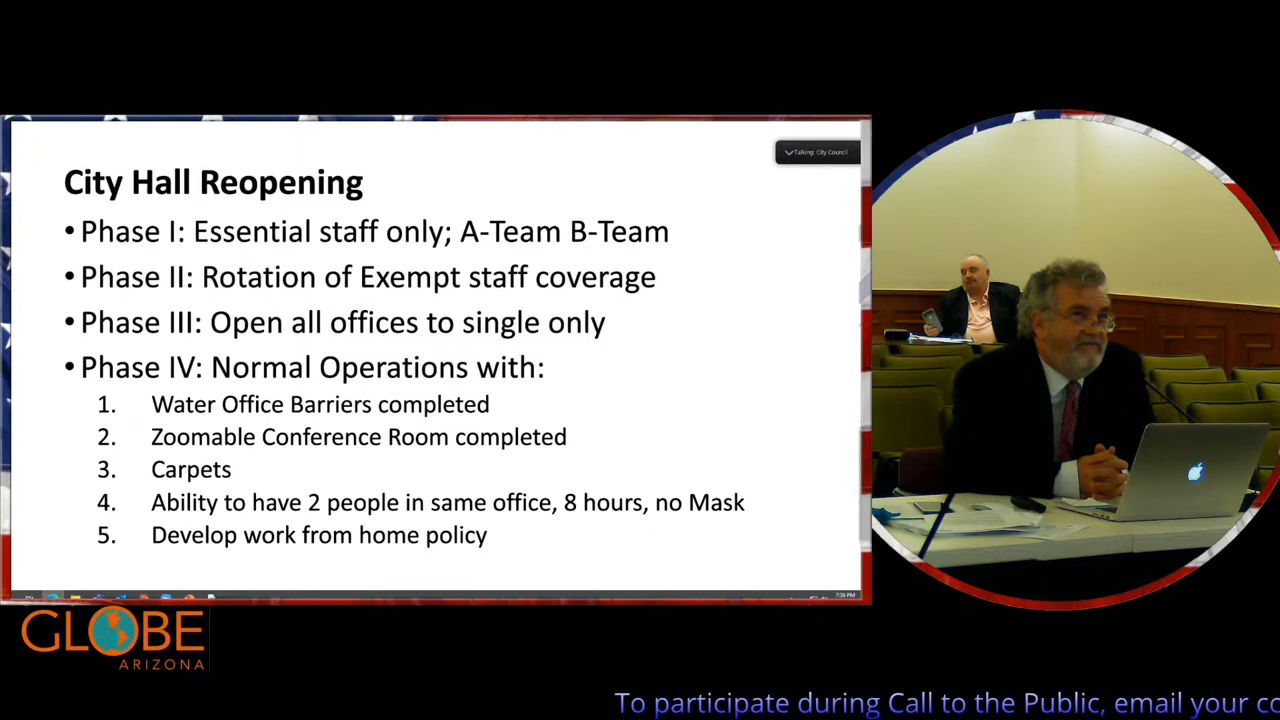 Talking: City Council
City Hall Reopening
• Phase I: Essential staff only; A-Team B-Team
• Phase II: Rotation of Exempt staff coverage
• Phase III: Open all offices to single only
• Phase IV: Normal Operations with:
1. Water Office Barriers completed
2. Zoomable Conference Room completed
3. Carpets
4. Ability to have 2 people in same office, 8 hours, no Mask
5. Develop work from home policy
7:36 PM
GLOBE
ARIZONA
To participate during Call to the Public, email your co